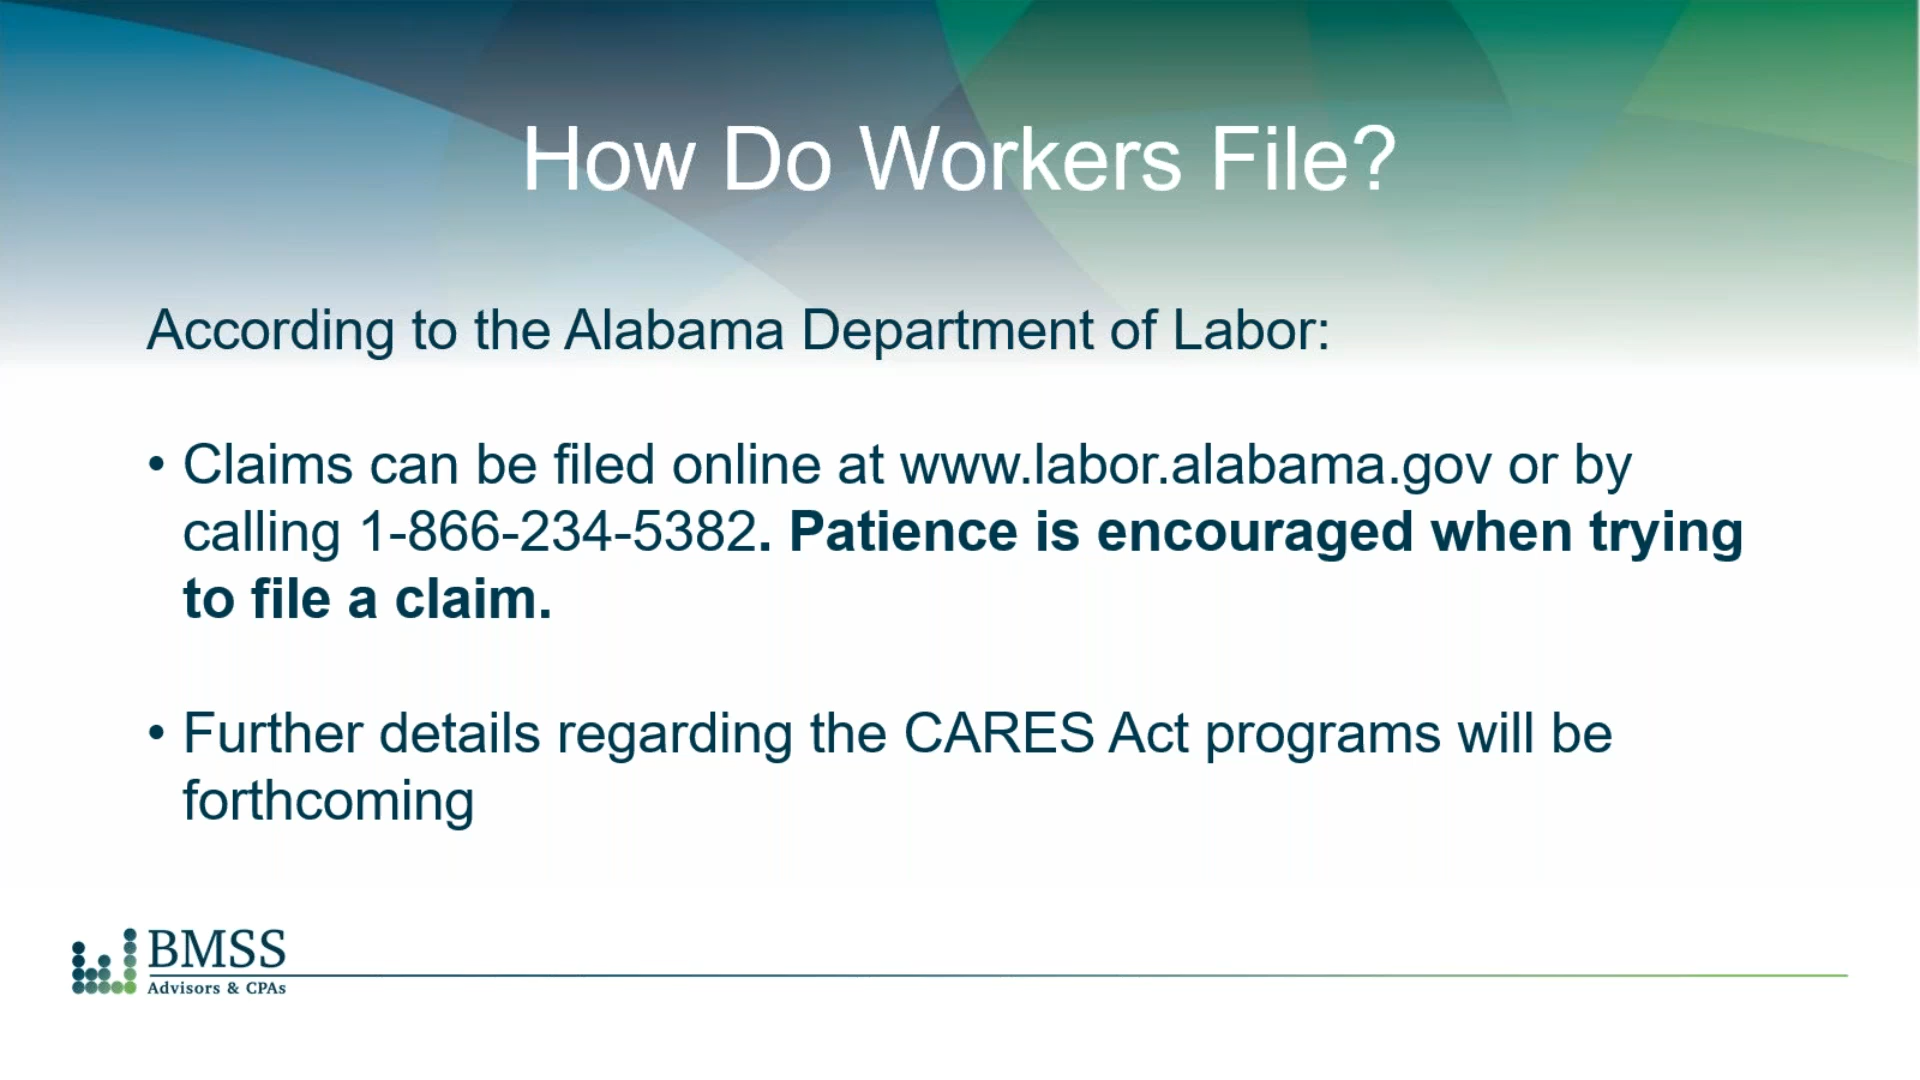 How Do Workers File?
According to the Alabama Department of Labor:
• Claims can be filed online at www.labor.alabama.gov or by
calling 1-866-234-5382. Patience is encouraged when trying
to file a claim.
• Further details regarding the CARES Act programs will be
forthcoming
BMSS
Advisors & CPAs